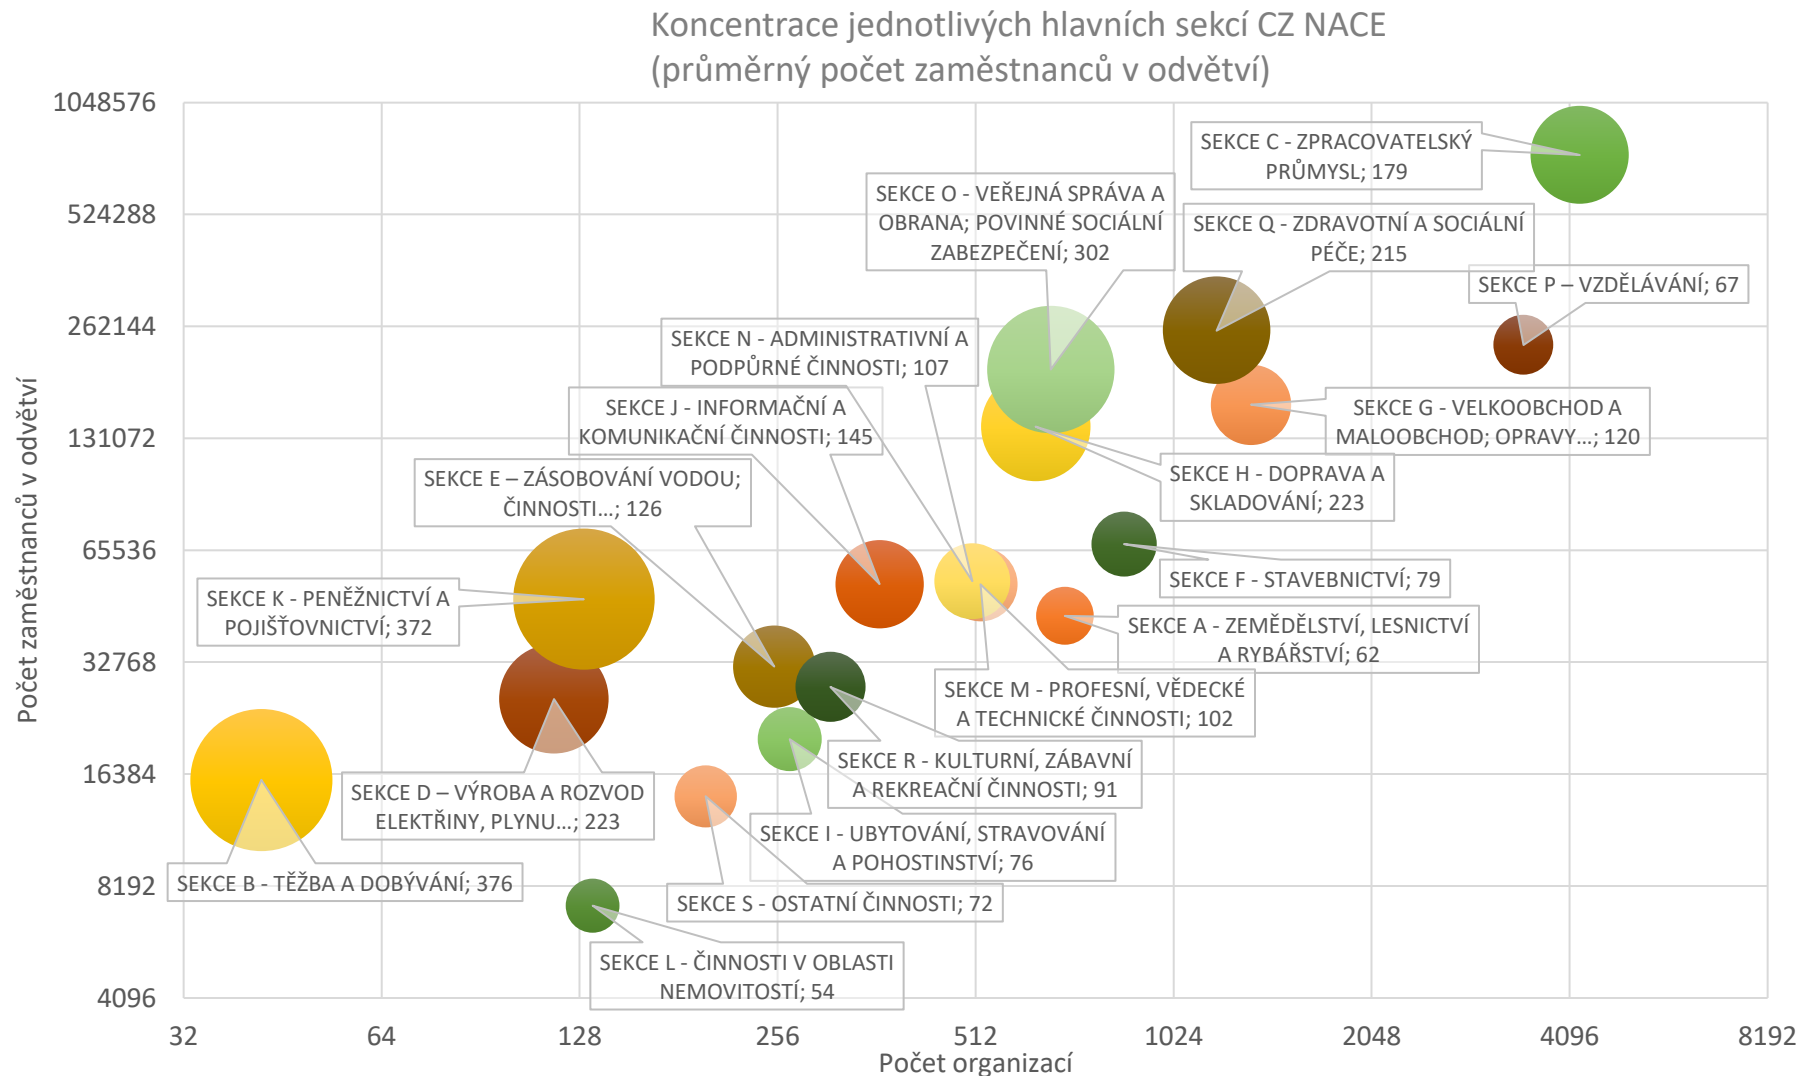 Koncentrace jednotlivých hlavních sekcí CZ NACE
(průměrný počet zaměstnanců v odvětví)
1048576
524288
262144
131072
65536
32768
16384
8192
4096
Počet zaměstnanců v odvětví
SEKCE C - ZPRACOVATELSKÝ
PRŮMYSL; 179
SEKCE O - VEŘEJNÁ SPRÁVA A
OBRANA; POVINNÉ SOCIÁLNÍ
ZABEZPEČENÍ; 302
SEKCE Q - ZDRAVOTNÍ A SOCIÁLNÍ
PÉČE; 215
SEKCE P – VZDĚLÁVÁNÍ; 67
SEKCE N - ADMINISTRATIVNÍ A
PODPŮRNÉ ČINNOSTI; 107
SEKCE J - INFORMAČNÍ A
KOMUNIKAČNÍ ČINNOSTI; 145
SEKCE G - VELKOOBCHOD A
MALOOBCHOD; OPRAVY...; 120
SEKCE E – ZÁSOBOVÁNÍ VODOU;
ČINNOSTI...; 126
SEKCE H - DOPRAVA A
SKLADOVÁNÍ; 223
SEKCE F - STAVEBNICTVÍ; 79
SEKCE K - PENĚŽNICTVÍ A
POJIŠŤOVNICTVÍ; 372
SEKCE A - ZEMĚDĚLSTVÍ, LESNICTVÍ
A RYBÁŘSTVÍ; 62
SEKCE M - PROFESNÍ, VĚDECKÉ
A TECHNICKÉ ČINNOSTI; 102
SEKCE R - KULTURNÍ, ZÁBAVNÍ
A REKREAČNÍ ČINNOSTI; 91
SEKCE D – VÝROBA A ROZVOD
ELEKTŘINY, PLYNU...; 223
SEKCE I - UBYTOVÁNÍ, STRAVOVÁNÍ
A POHOSTINSTVÍ; 76
SEKCE B - TĚŽBA A DOBÝVÁNÍ; 376
SEKCE S - OSTATNÍ ČINNOSTI; 72
SEKCE L - ČINNOSTI V OBLASTI
NEMOVITOSTÍ; 54
32
64
128
256
512
1024
2048
4096
8192
Počet organizací